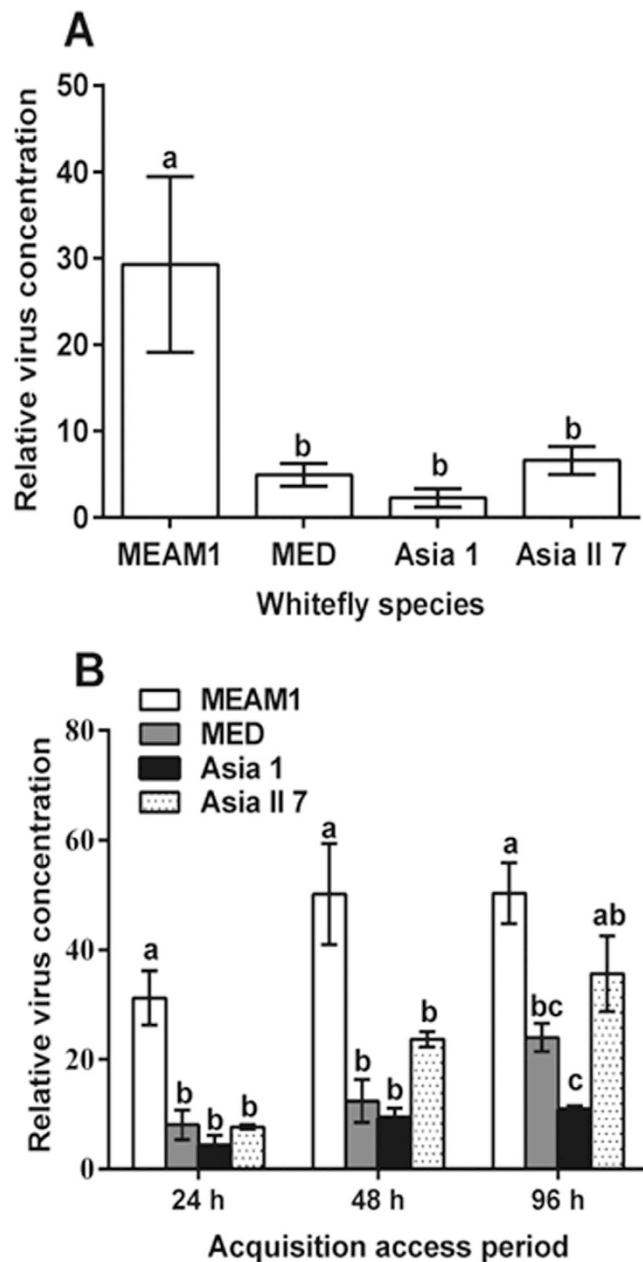 A
Relative virus concentration
50
40
30
20
10
0
a
b
b
b
MEAM1 MED Asia 1 Asia II 7
Whitefly species
B
MEAM1
MED
Asia 1
Asia II 7
Relative virus concentration
80
60
40
20
0
a b b b
a b b b
a bc c ab
24 h 48 h 96 h
Acquisition access period